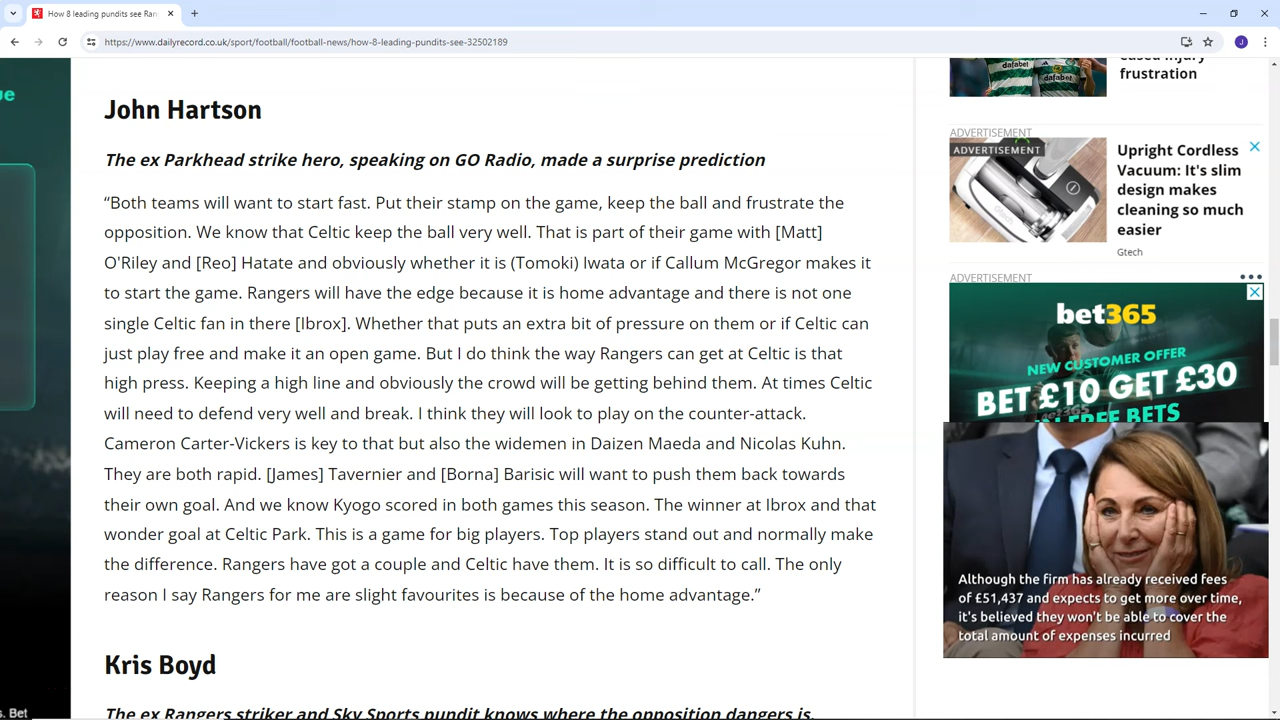 How 8 leading pundits see Ran
https://www.dailyrecord.co.uk/sport/football/football-news/how-8-leading-pundits-see-32502189
J
John Hartson
The ex Parkhead strike hero, speaking on GO Radio, made a surprise prediction
“Both teams will want to start fast. Put their stamp on the game, keep the ball and frustrate the
opposition. We know that Celtic keep the ball very well. That is part of their game with [Matt]
O'Riley and [Reo] Hatate and obviously whether it is (Tomoki) Iwata or if Callum McGregor makes it
to start the game. Rangers will have the edge because it is home advantage and there is not one
single Celtic fan in there [Ibrox]. Whether that puts an extra bit of pressure on them or if Celtic can
just play free and make it an open game. But I do think the way Rangers can get at Celtic is that
high press. Keeping a high line and obviously the crowd will be getting behind them. At times Celtic
will need to defend very well and break. I think they will look to play on the counter-attack.
Cameron Carter-Vickers is key to that but also the widemen in Daizen Maeda and Nicolas Kuhn.
They are both rapid. [James] Tavernier and [Borna] Barisic will want to push them back towards
their own goal. And we know Kyogo scored in both games this season. The winner at Ibrox and that
wonder goal at Celtic Park. This is a game for big players. Top players stand out and normally make
the difference. Rangers have got a couple and Celtic have them. It is so difficult to call. The only
reason I say Rangers for me are slight favourites is because of the home advantage.”
Kris Boyd
The ex Rangers striker and Sky Sports pundit knows where the opposition dangers is.
ue
s. Bet
dafabet
dafabet
frustration
ADVERTISEMENT
ADVERTISEMENT
Upright Cordless
Vacuum: It's slim
design makes
cleaning so much
easier
Gtech
ADVERTISEMENT
bet365
NEW CUSTOMER OFFER
BET £10 GET £30
IN FREE BETS
Although the firm has already received fees
of £51,437 and expects to get more over time,
it's believed they won't be able to cover the
total amount of expenses incurred